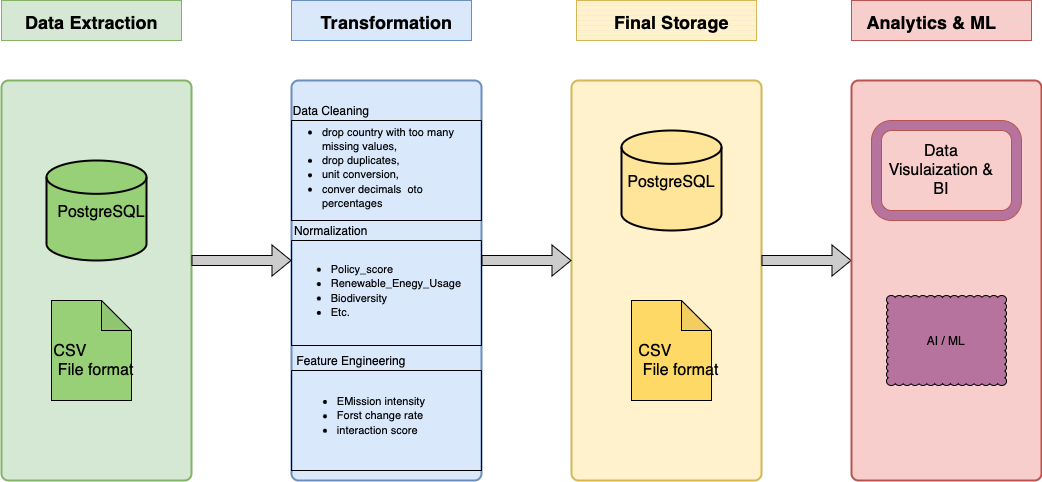 Data Extraction
Transformation
Final Storage
Analytics & ML
PostgreSQL
CSV
File format
Data Cleaning
drop country with too many
missing values,
drop duplicates,
unit conversion,
conver decimals oto
percentages
Normalization
Policy_score
Renewable_Enegy_Usage
Biodiversity
Etc.
Feature Engineering
EMission intensity
Forst change rate
interaction score
PostgreSQL
CSV
File format
Data
Visulaization &
BI
AI / ML